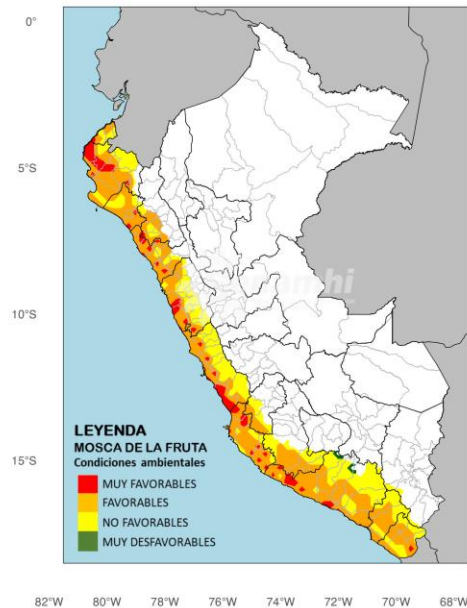 0°
5°S
10°S
15°S
LEYENDA
MOSCA DE LA FRUTA
Condiciones ambientales
MUY FAVORABLES
FAVORABLES
NO FAVORABLES
MUY DESFAVORABLES
82°W 80°W 78°W 76°W 74°W 72°W 70°W 68°W